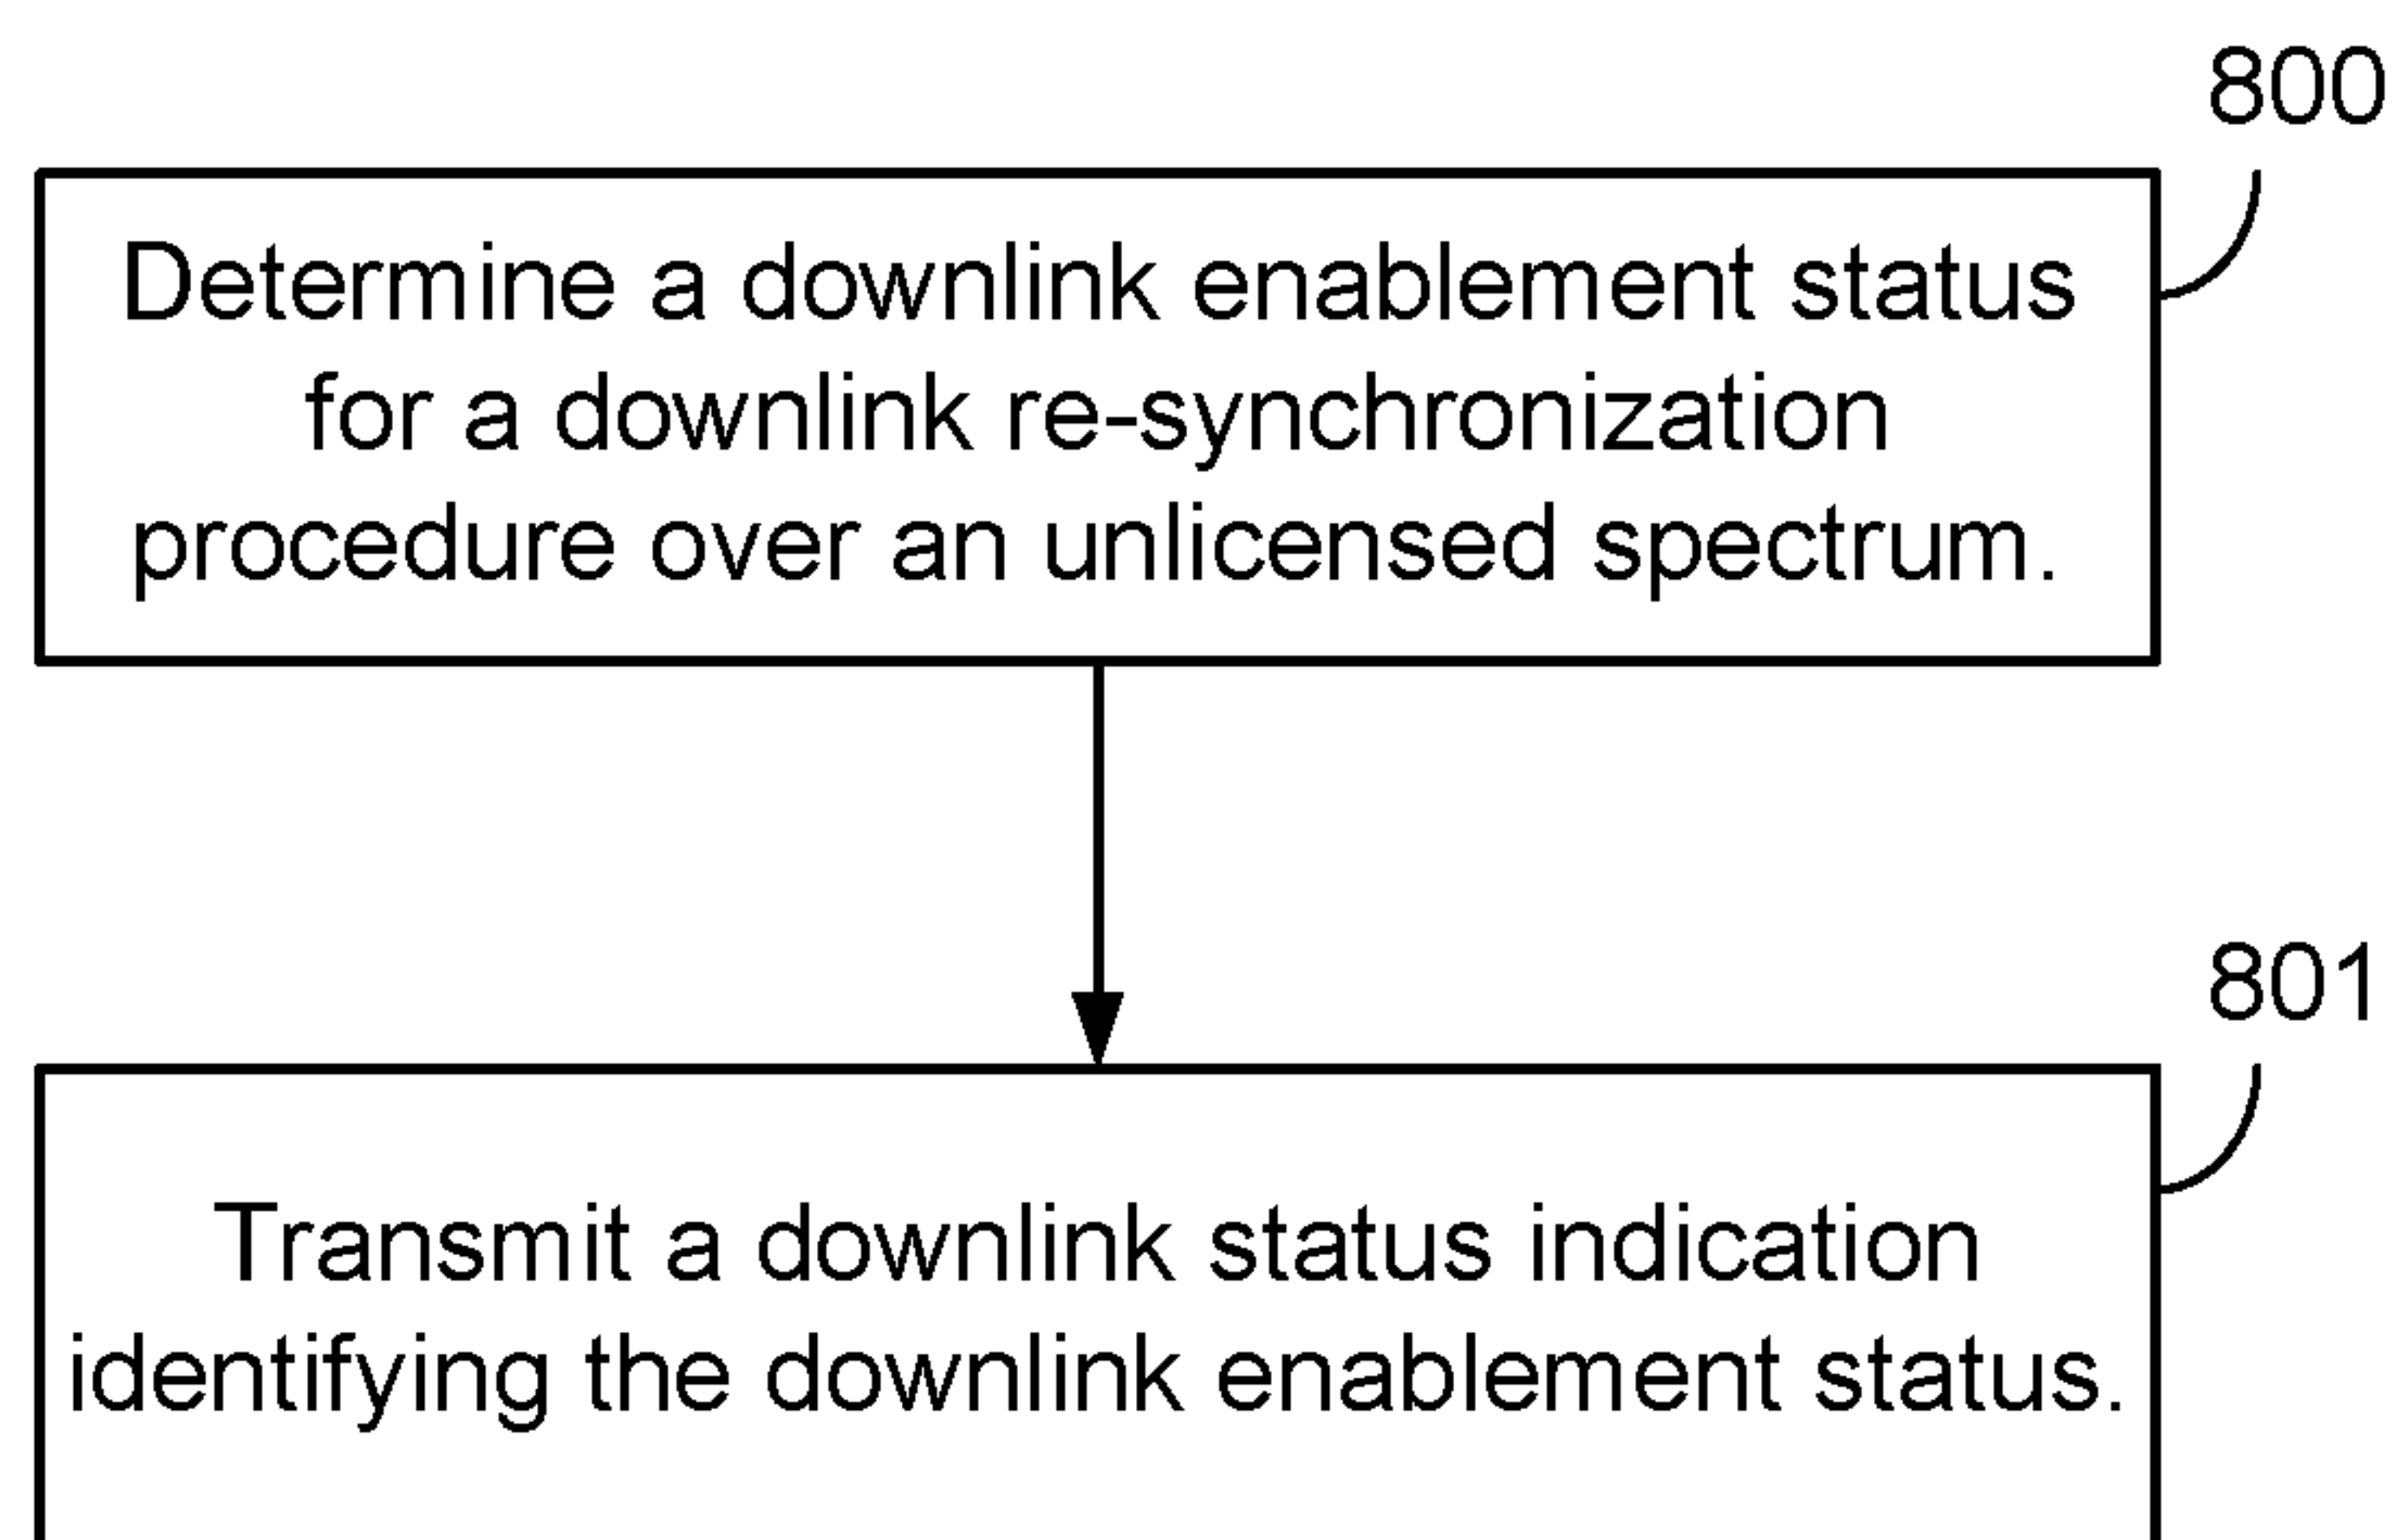 800
Determine a downlink enablement status
for a downlink re-synchronization
procedure over an unlicensed spectrum.
801
Transmit a downlink status indication
identifying the downlink enablement status.